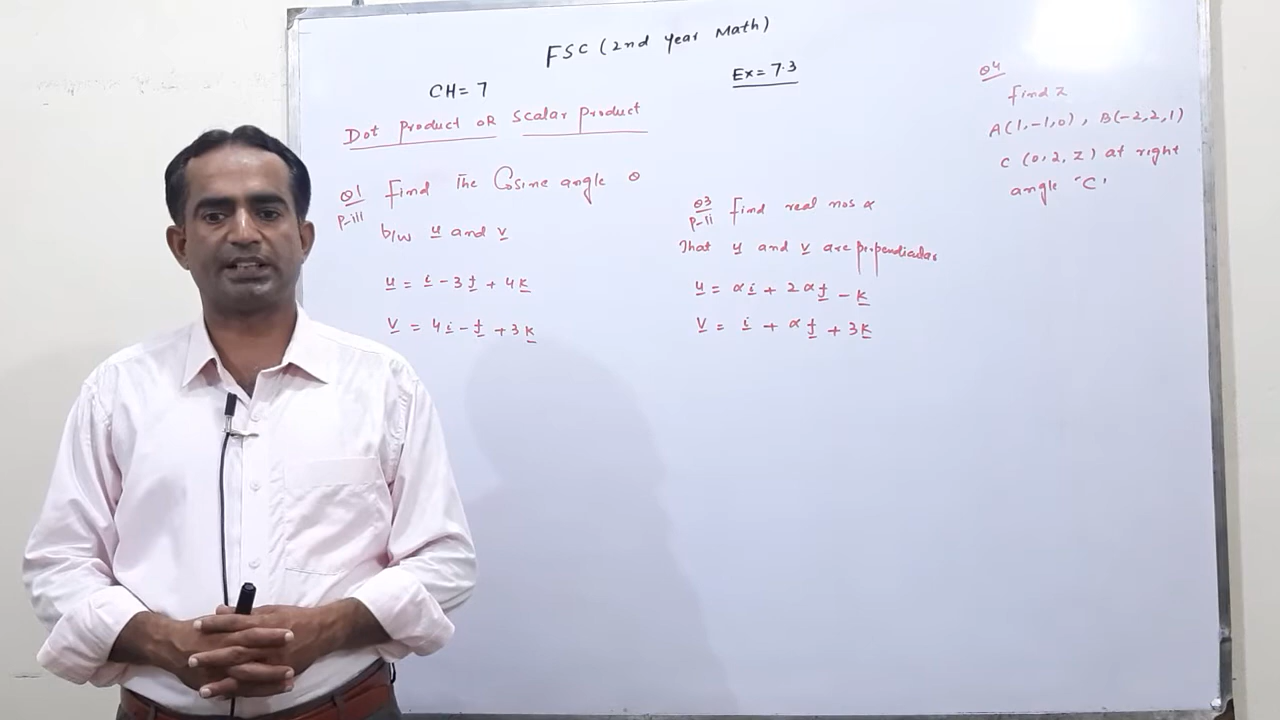 FSC (2nd year Math)
CH = 7
Ex = 7.3
Dot product OR Scalar product
Q1 Find The Cosine angle θ
P-iii
b/w u and v
u = i - 3j + 4k
v = 4i - j + 3k
Q3 find real nos α
P-ii
That u and v are perpendicular
u = αi + 2αj - k
v = i + αj + 3k
Q4
find z
A(1,-1,0), B(-2,2,1)
C (0,2,z) at right
angle 'C'